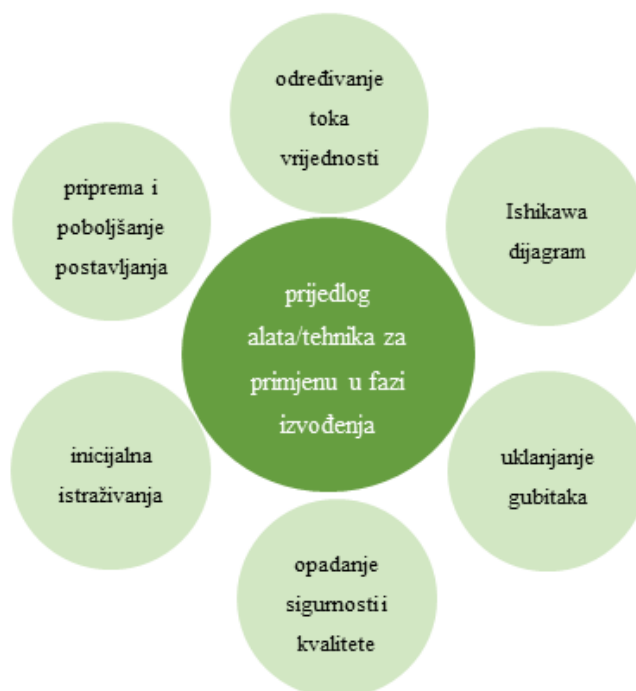 određivanje
toka
vrijednosti
priprema i
poboljšanje
postavljanja
Ishikawa
dijagram
prijedlog
alata/tehnika za
primjenu u fazi
izvođenja
inicijalna
istraživanja
uklanjanje
gubitaka
opadanje
sigurnosti i
kvalitete